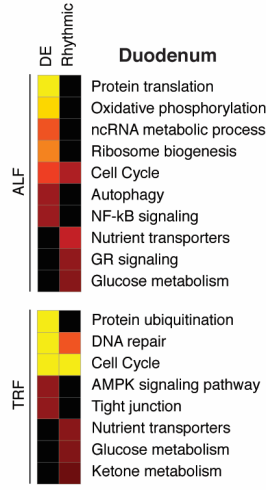 DE
Rhythmic
Duodenum
ALF
Protein translation
Oxidative phosphorylation
ncRNA metabolic process
Ribosome biogenesis
Cell Cycle
Autophagy
NF-kB signaling
Nutrient transporters
GR signaling
Glucose metabolism
TRF
Protein ubiquitination
DNA repair
Cell Cycle
AMPK signaling pathway
Tight junction
Nutrient transporters
Glucose metabolism
Ketone metabolism